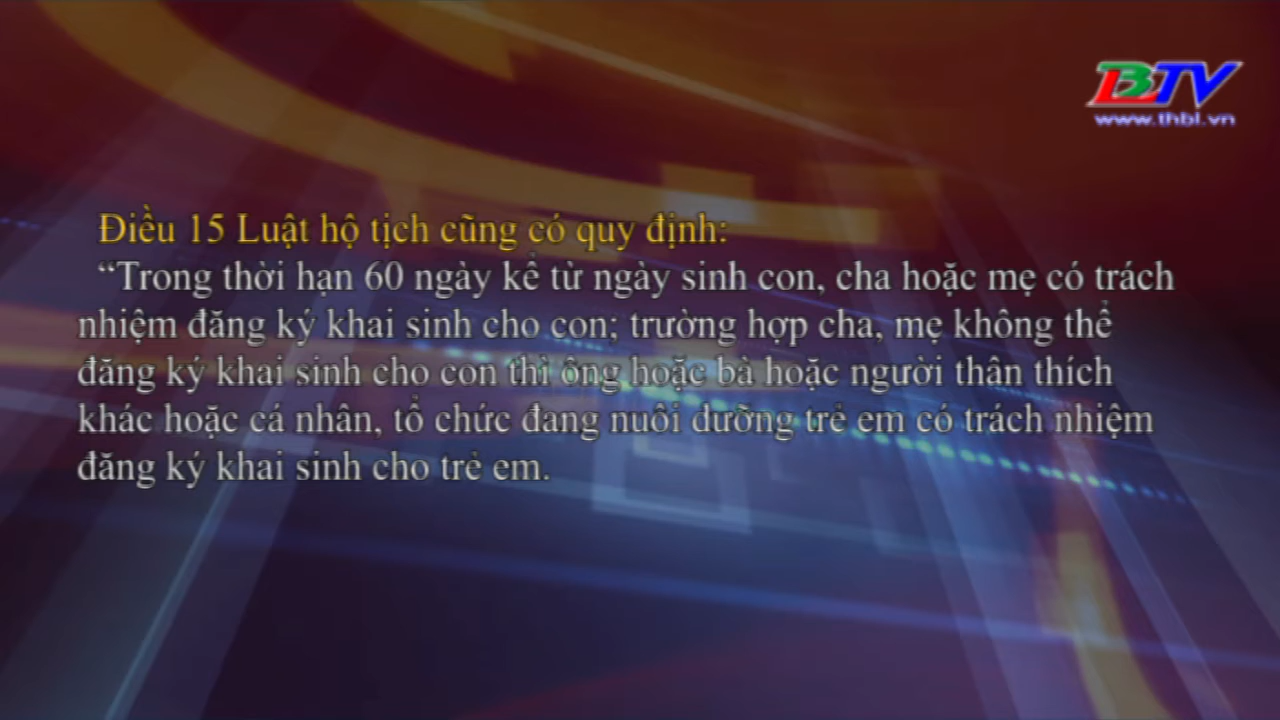 BTV
www.thbl.vn
Điều 15 Luật hộ tịch cũng có quy định:
“Trong thời hạn 60 ngày kể từ ngày sinh con, cha hoặc mẹ có trách
nhiệm đăng ký khai sinh cho con; trường hợp cha, mẹ không thể
đăng ký khai sinh cho con thì ông hoặc bà hoặc người thân thích
khác hoặc cá nhân, tổ chức đang nuôi dưỡng trẻ em có trách nhiệm
đăng ký khai sinh cho trẻ em.